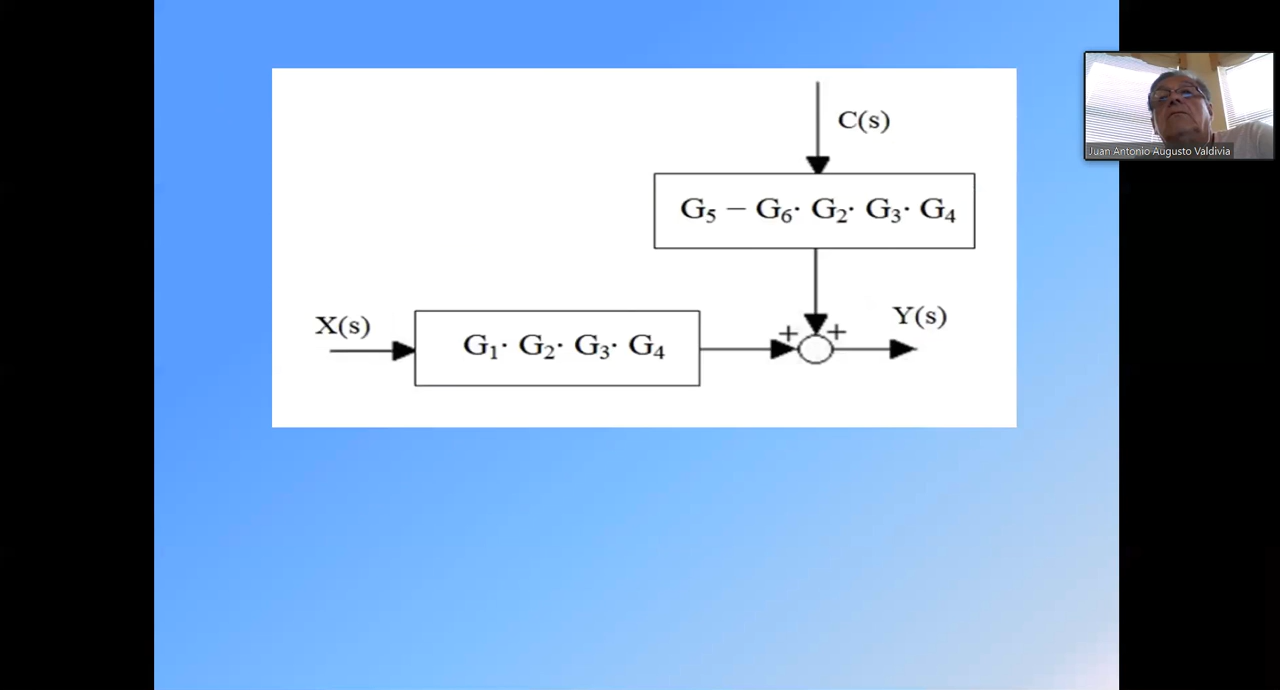 C(s)
G₅ − G₆· G₂· G₃· G₄
X(s)
G₁· G₂· G₃· G₄
+ +
Y(s)
Juan Antonio Augusto Valdivia